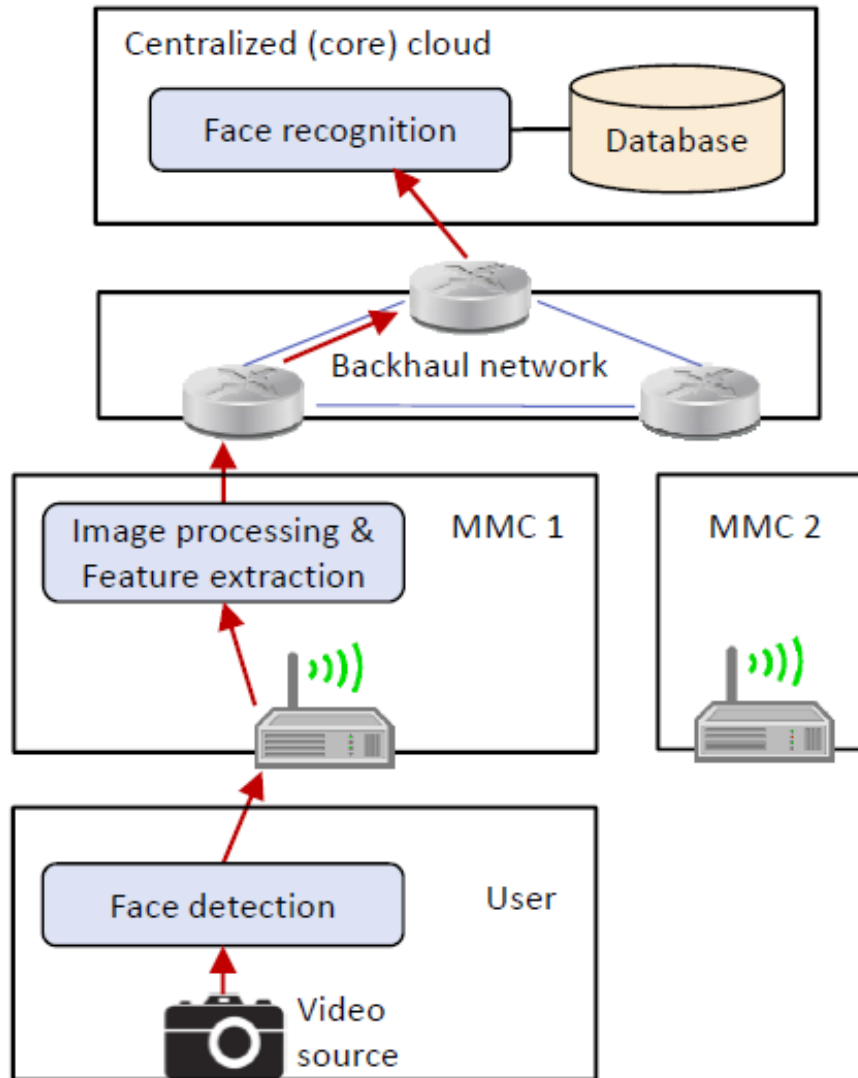 Centralized (core) cloud
Face recognition
Database
Backhaul network
Image processing &
Feature extraction
MMC 1
MMC 2
Face detection
User
Video
source